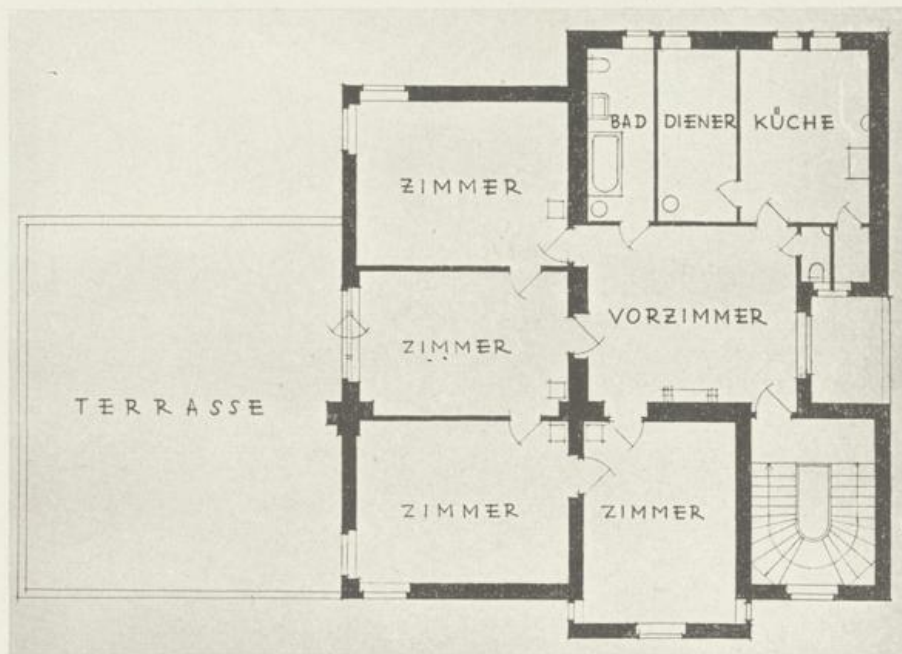 BAD
DIENER
KÜCHE
ZIMMER
VORZIMMER
ZIMMER
TERRASSE
ZIMMER
ZIMMER